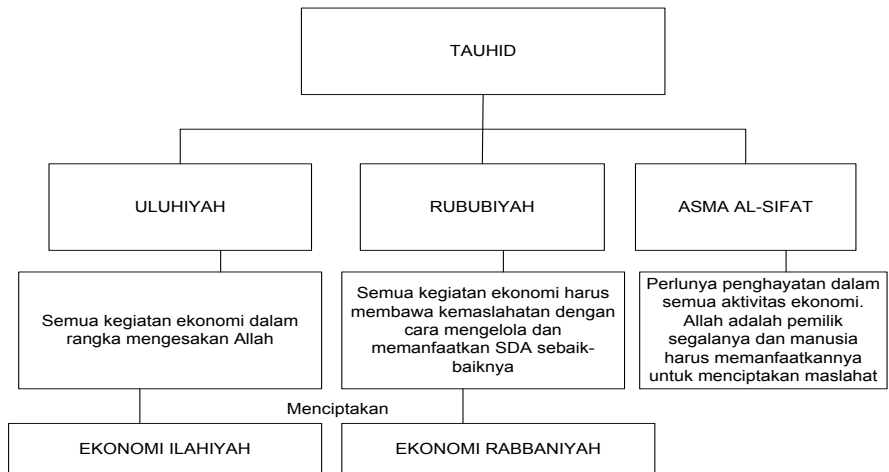 TAUHID
ULUHIYAH
RUBUBIYAH
ASMA AL-SIFAT
Semua kegiatan ekonomi dalam
rangka mengesakan Allah
Semua kegiatan ekonomi harus
membawa kemaslahatan dengan
cara mengelola dan
memanfaatkan SDA sebaik-
baiknya
Perlunya penghayatan dalam
semua aktivitas ekonomi.
Allah adalah pemilik
segalanya dan manusia
harus memanfaatkannya
untuk menciptakan maslahat
Menciptakan
EKONOMI ILAHIYAH
EKONOMI RABBANIYAH